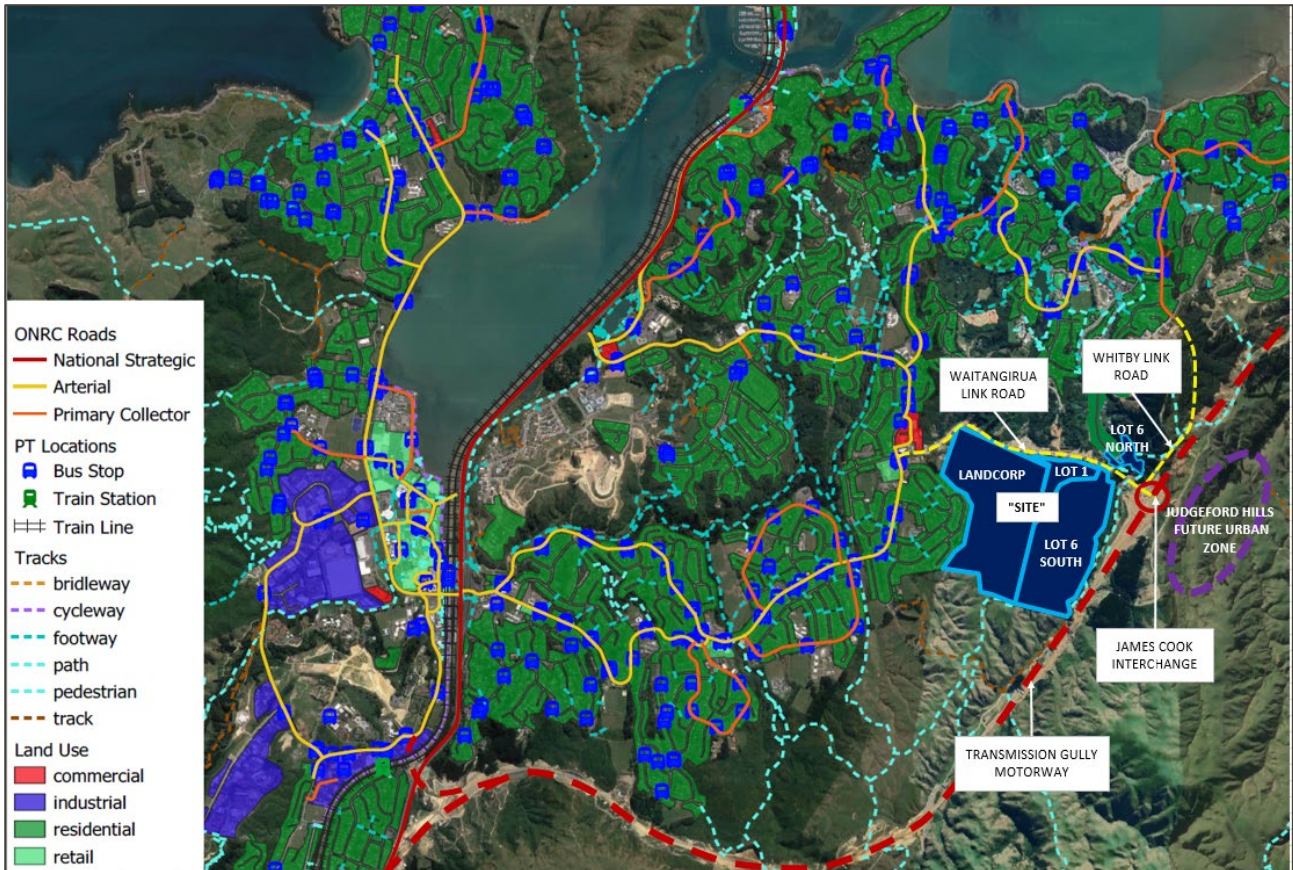 ONRC Roads
National Strategic
Arterial
Primary Collector
PT Locations
Bus Stop
Train Station
Train Line
Tracks
bridleway
cycleway
footway
path
pedestrian
track
Land Use
commercial
industrial
residential
retail
WAITANGIRUA
LINK ROAD
WHITBY LINK
ROAD
LOT 6
NORTH
LANDCORP
LOT 1
"SITE"
LOT 6
SOUTH
JUDGEFORD HILLS
FUTURE URBAN
ZONE
JAMES COOK
INTERCHANGE
TRANSMISSION GULLY
MOTORWAY